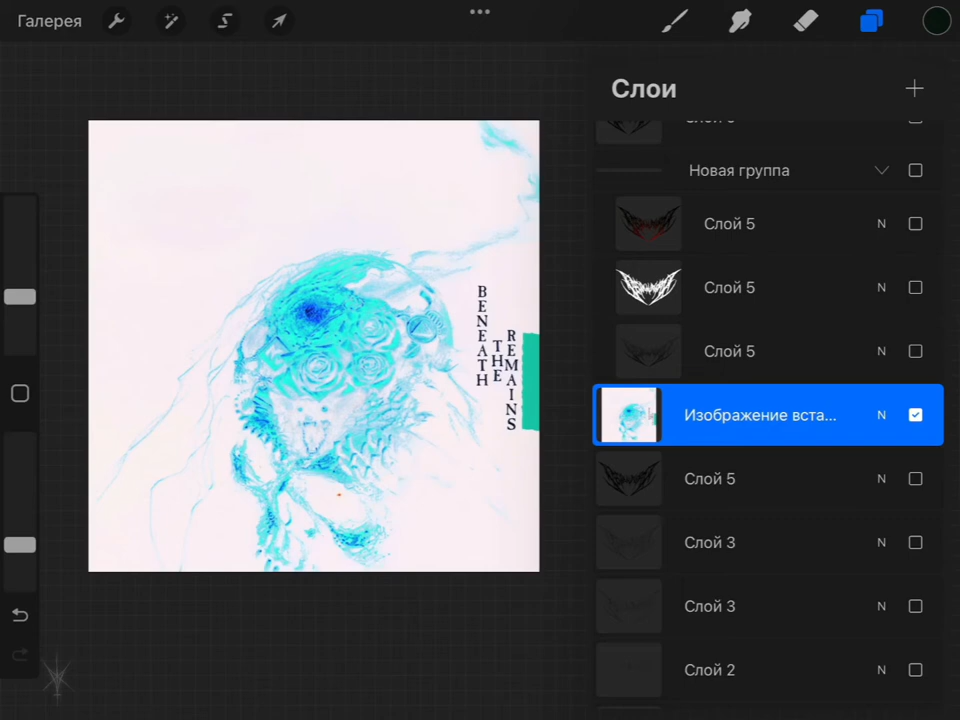 Галерея
Слои
Новая группа
Слой 5 N
Слой 5 N
Слой 5 N
Изображение вста... N
Слой 5 N
Слой 3 N
Слой 3 N
Слой 2 N
BENEATH
THE
REMAINS